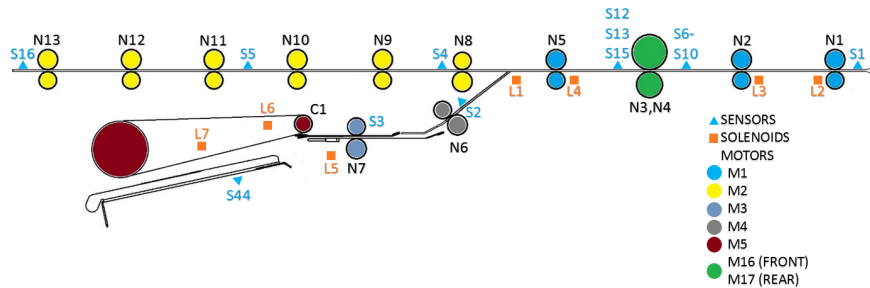 S12
S13
S15
S6-
S10
N13
N12
N11
N10
N9
N8
N5
N2
N1
S16
S5
S4
S1
L1
L4
L3
L2
N3,N4
C1
S2
L6
S3
L7
N6
L5
N7
S44
SENSORS
SOLENOIDS
MOTORS
M1
M2
M3
M4
M5
M16 (FRONT)
M17 (REAR)